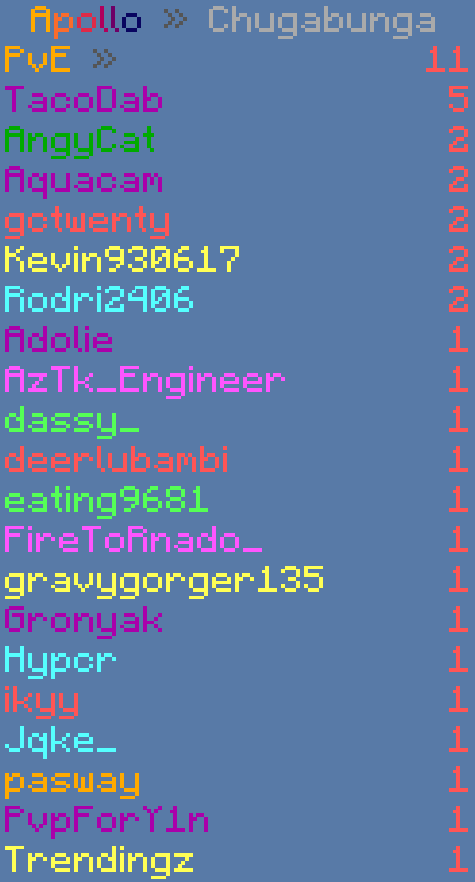 Apollo » Chugabunga
PvE » 11
TacoDab 5
AngyCat 2
Aquacam 2
gctwenty 2
Kevin930617 2
Rodri2406 2
Adolie 1
AzTk_Engineer 1
dassy_ 1
deerlubambi 1
eating9681 1
FireToRnado_ 1
gravygorger135 1
Gronyak 1
Hypcr 1
ikyy 1
Jqke_ 1
pasway 1
PvpForY1n 1
Trendingz 1